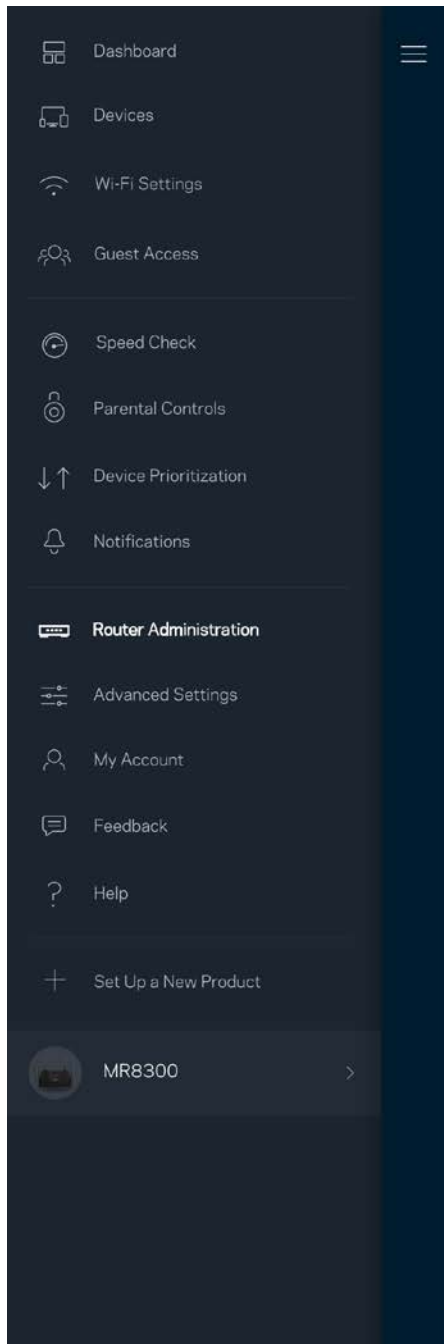 Dashboard
Devices
Wi-Fi Settings
Guest Access
Speed Check
Parental Controls
Device Prioritization
Notifications
Router Administration
Advanced Settings
My Account
Feedback
Help
Set Up a New Product
MR8300